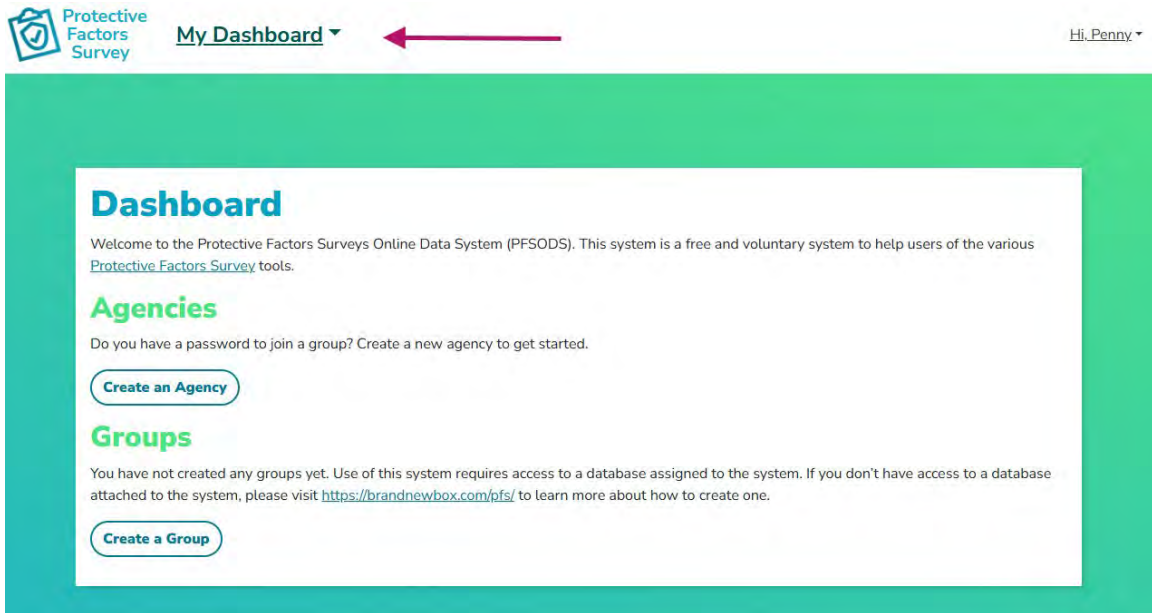 Protective
Factors
Survey
My Dashboard
Hi, Penny
Dashboard
Welcome to the Protective Factors Surveys Online Data System (PFSODS). This system is a free and voluntary system to help users of the various
Protective Factors Survey tools.
Agencies
Do you have a password to join a group? Create a new agency to get started.
Create an Agency
Groups
You have not created any groups yet. Use of this system requires access to a database assigned to the system. If you don't have access to a database
attached to the system, please visit https://brandnewbox.com/pfs/ to learn more about how to create one.
Create a Group